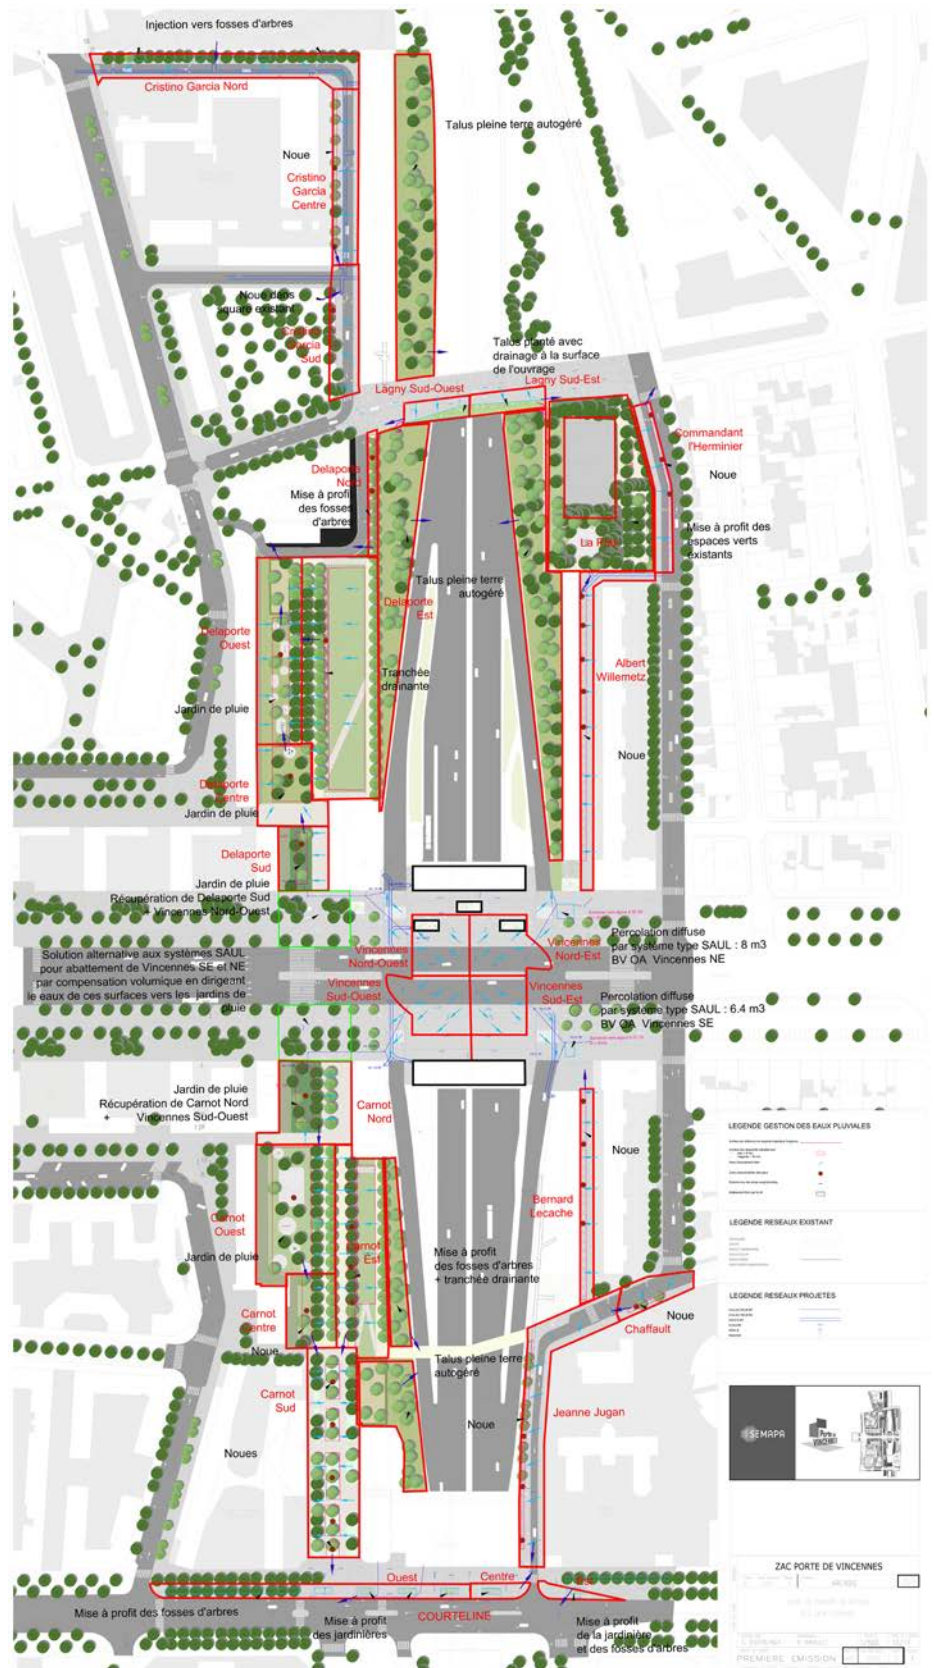 Injection vers fosses d'arbres
Cristino Garcia Nord
Talus pleine terre autogéré
Noue
Cristino
Garcia
Centre
Noue dans
square existant
Cristino
Garcia
Sud
Talus planté avec
drainage à la surface
de l'ouvrage
Lagny Sud-Ouest
Lagny Sud-Est
Commandant
l'Herminier
Noue
Delaporte
Nord
Mise à profit
des fosses
d'arbres
Mise à profit des
espaces verts
existants
La
Talus pleine terre
autogéré
Delaporte
Est
Delaporte
Ouest
Tranchée
drainante
Albert
Willemetz
Jardin de pluie
Noue
Delaporte
Centre
Jardin de pluie
Delaporte
Sud
Jardin de pluie
Récupération de Delaporte Sud
+ Vincennes Nord-Ouest
Solution alternative aux systèmes SAUL
pour abattement de Vincennes SE et NE
par compensation volumique en dirigeant
le eaux de ces surfaces vers les jardins de
pluie
Vincennes
Nord-Ouest
Vincennes
Nord-Est
Percolation diffuse
par système type SAUL : 8 m3
BV OA Vincennes NE
Vincennes
Sud-Ouest
Vincennes
Sud-Est
Percolation diffuse
par système type SAUL : 6.4 m3
BV OA Vincennes SE
Jardin de pluie
Récupération de Carnot Nord
+ Vincennes Sud-Ouest
Carnot
Nord
Noue
Bernard
Lecache
Carnot
Ouest
Jardin de pluie
Carnot
Est
Mise à profit
des fosses d'arbres
+ tranchée drainante
Carnot
Centre
Noue
Chaffault
Noue
Talus pleine terre
autogéré
Carnot
Sud
Jeanne Jugan
Noue
Noues
Ouest
Centre
Est
Mise à profit des fosses d'arbres
Mise à profit
des jardinières
COURTELINE
Mise à profit
de la jardinière
et des fosses d'arbres
LEGENDE GESTION DES EAUX PLUVIALES
LEGENDE RESEAUX EXISTANT
LEGENDE RESEAUX PROJETES
SEMAPA
Porte de
VINCENNES
ZAC PORTE DE VINCENNES
PREMIERE EMISSION